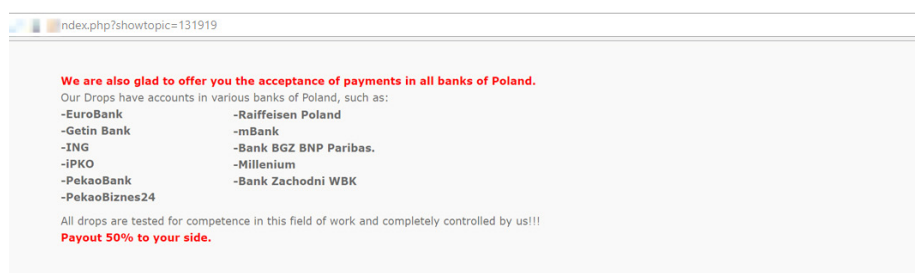 ndex.php?showtopic=131919
We are also glad to offer you the acceptance of payments in all banks of Poland.
Our Drops have accounts in various banks of Poland, such as:
-EuroBank
-Getin Bank
-ING
-iPKO
-PekaoBank
-PekaoBiznes24
-Raiffeisen Poland
-mBank
-Bank BGZ BNP Paribas.
-Millenium
-Bank Zachodni WBK
All drops are tested for competence in this field of work and completely controlled by us!!!
Payout 50% to your side.